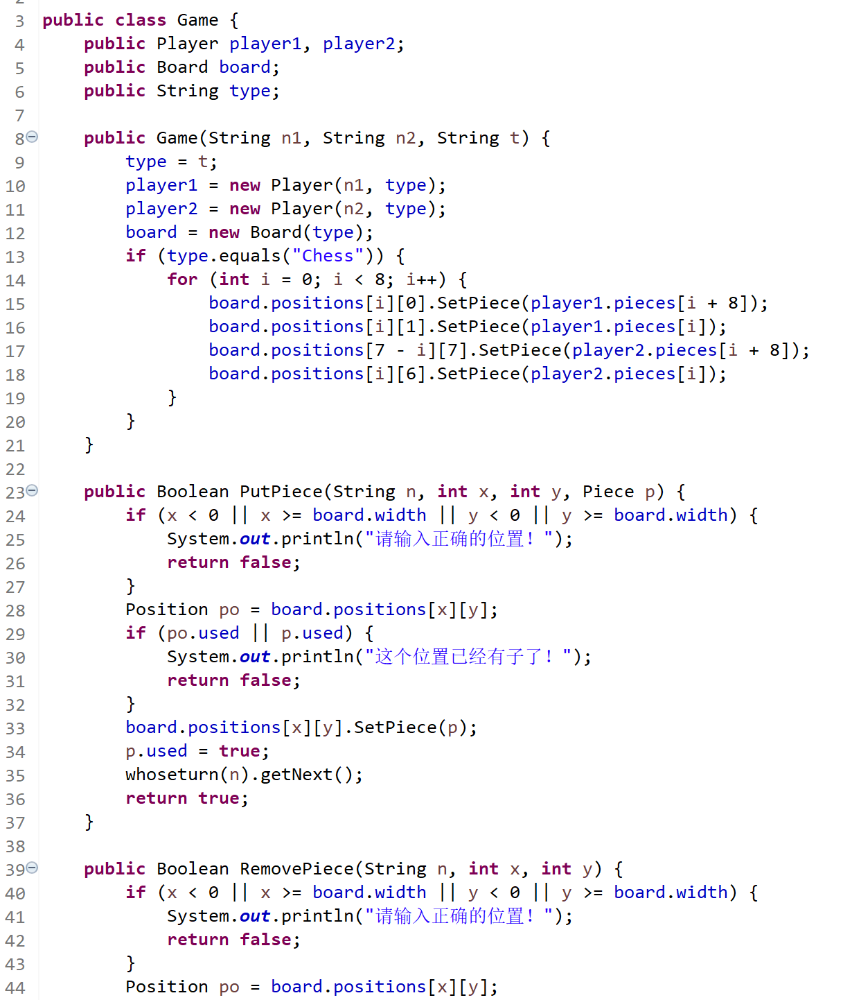 3 public class Game {
4     public Player player1, player2;
5     public Board board;
6     public String type;
7
8     public Game(String n1, String n2, String t) {
9         type = t;
10         player1 = new Player(n1, type);
11         player2 = new Player(n2, type);
12         board = new Board(type);
13         if (type.equals("Chess")) {
14             for (int i = 0; i < 8; i++) {
15                 board.positions[i][0].SetPiece(player1.pieces[i + 8]);
16                 board.positions[i][1].SetPiece(player1.pieces[i]);
17                 board.positions[7 - i][7].SetPiece(player2.pieces[i + 8]);
18                 board.positions[i][6].SetPiece(player2.pieces[i]);
19             }
20         }
21     }
22
23     public Boolean PutPiece(String n, int x, int y, Piece p) {
24         if (x < 0 || x >= board.width || y < 0 || y >= board.width) {
25             System.out.println("请输入正确的位置！");
26             return false;
27         }
28         Position po = board.positions[x][y];
29         if (po.used || p.used) {
30             System.out.println("这个位置已经有子了！");
31             return false;
32         }
33         board.positions[x][y].SetPiece(p);
34         p.used = true;
35         whoseturn(n).getNext();
36         return true;
37     }
38
39     public Boolean RemovePiece(String n, int x, int y) {
40         if (x < 0 || x >= board.width || y < 0 || y >= board.width) {
41             System.out.println("请输入正确的位置！");
42             return false;
43         }
44         Position po = board.positions[x][y];